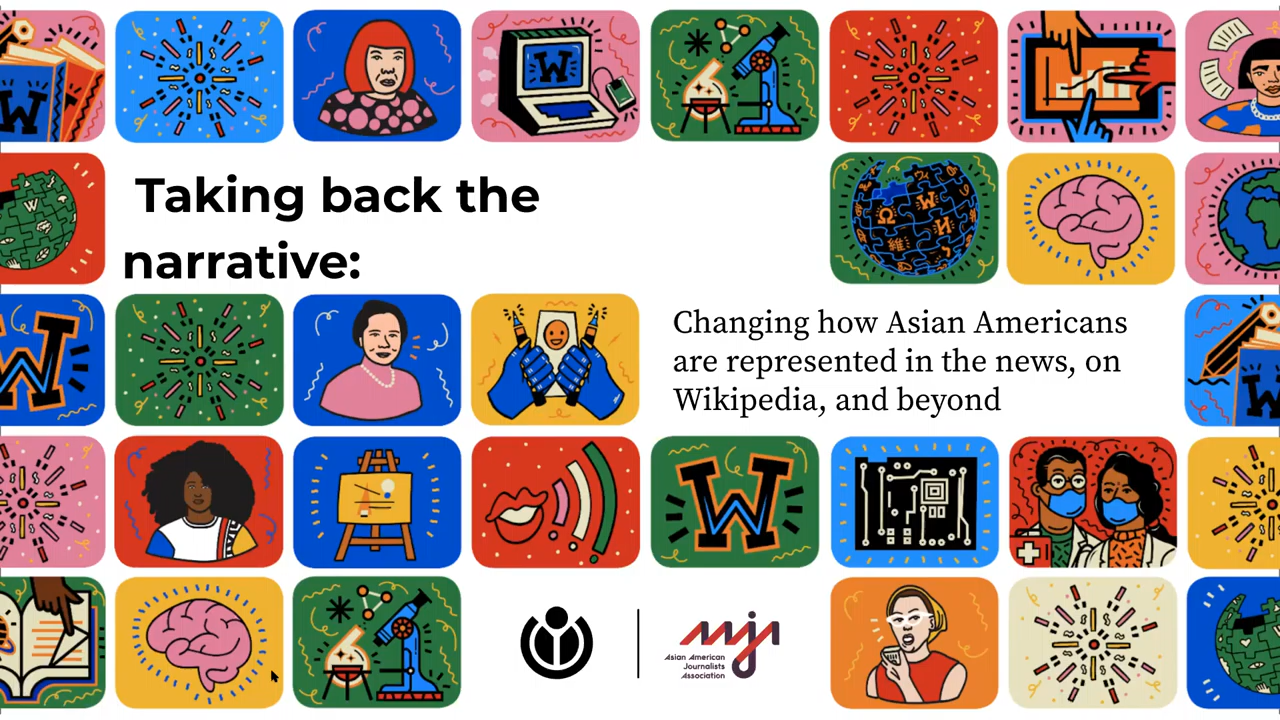 W
W
W
Ω W
И
維
Taking back the
narrative:
W
W
Changing how Asian Americans
are represented in the news, on
Wikipedia, and beyond
W
W
Asian American
Journalists
Association